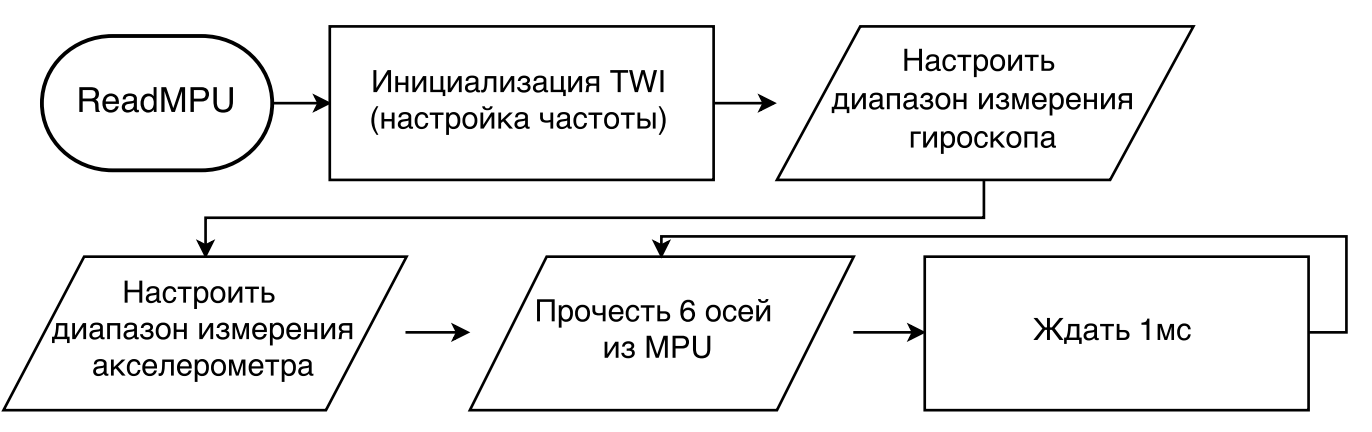 ReadMPU
Инициализация TWI
(настройка частоты)
Настроить
диапазон измерения
гироскопа
Настроить
диапазон измерения
акселерометра
Прочесть 6 осей
из MPU
Ждать 1мс